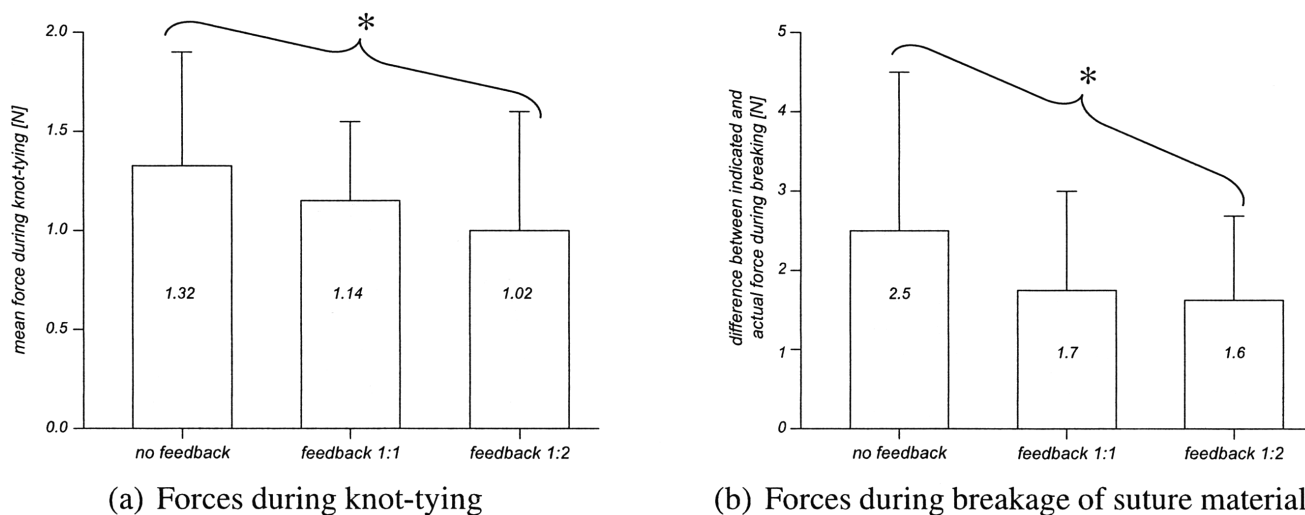 mean force during knot-tying [N]
2.0
1.5
1.0
0.5
0.0
*
1.32
1.14
1.02
no feedback
feedback 1:1
feedback 1:2
(a) Forces during knot-tying
difference between indicated and
actual force during breaking [N]
5
4
3
2
1
0
*
2.5
1.7
1.6
no feedback
feedback 1:1
feedback 1:2
(b) Forces during breakage of suture material